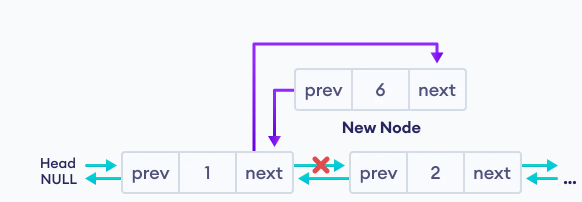 prev 6 next
New Node
Head
NULL
prev 1 next
prev 2 next
...